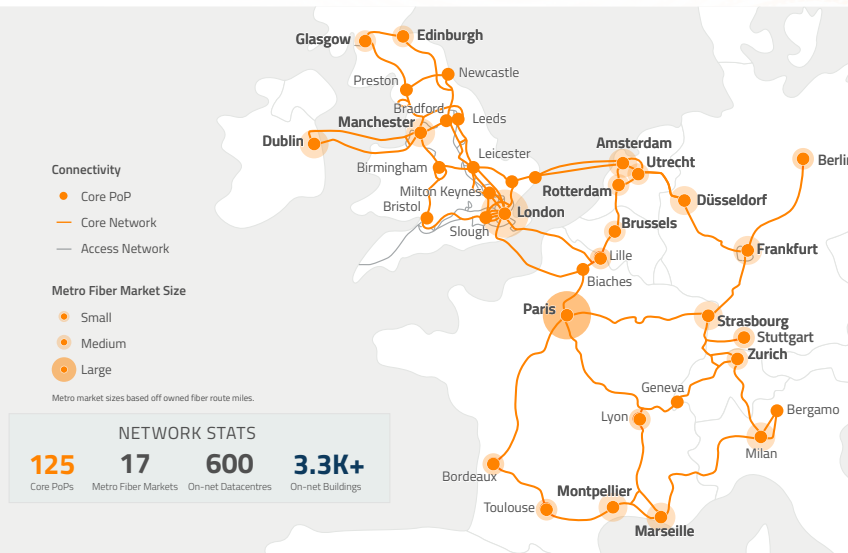 Glasgow
Edinburgh
Newcastle
Preston
Bradford
Leeds
Manchester
Dublin
Leicester
Birmingham
Milton Keynes
Bristol
London
Slough
Amsterdam
Utrecht
Rotterdam
Berlin
Düsseldorf
Brussels
Frankfurt
Lille
Biaches
Paris
Strasbourg
Stuttgart
Zurich
Geneva
Lyon
Bergamo
Milan
Bordeaux
Toulouse
Montpellier
Marseille
Connectivity
Core PoP
Core Network
Access Network
Metro Fiber Market Size
Small
Medium
Large
Metro market sizes based off owned fiber route miles.
NETWORK STATS
125 17 600 3.3K+
Core PoPs Metro Fiber Markets On-net Datacentres On-net Buildings